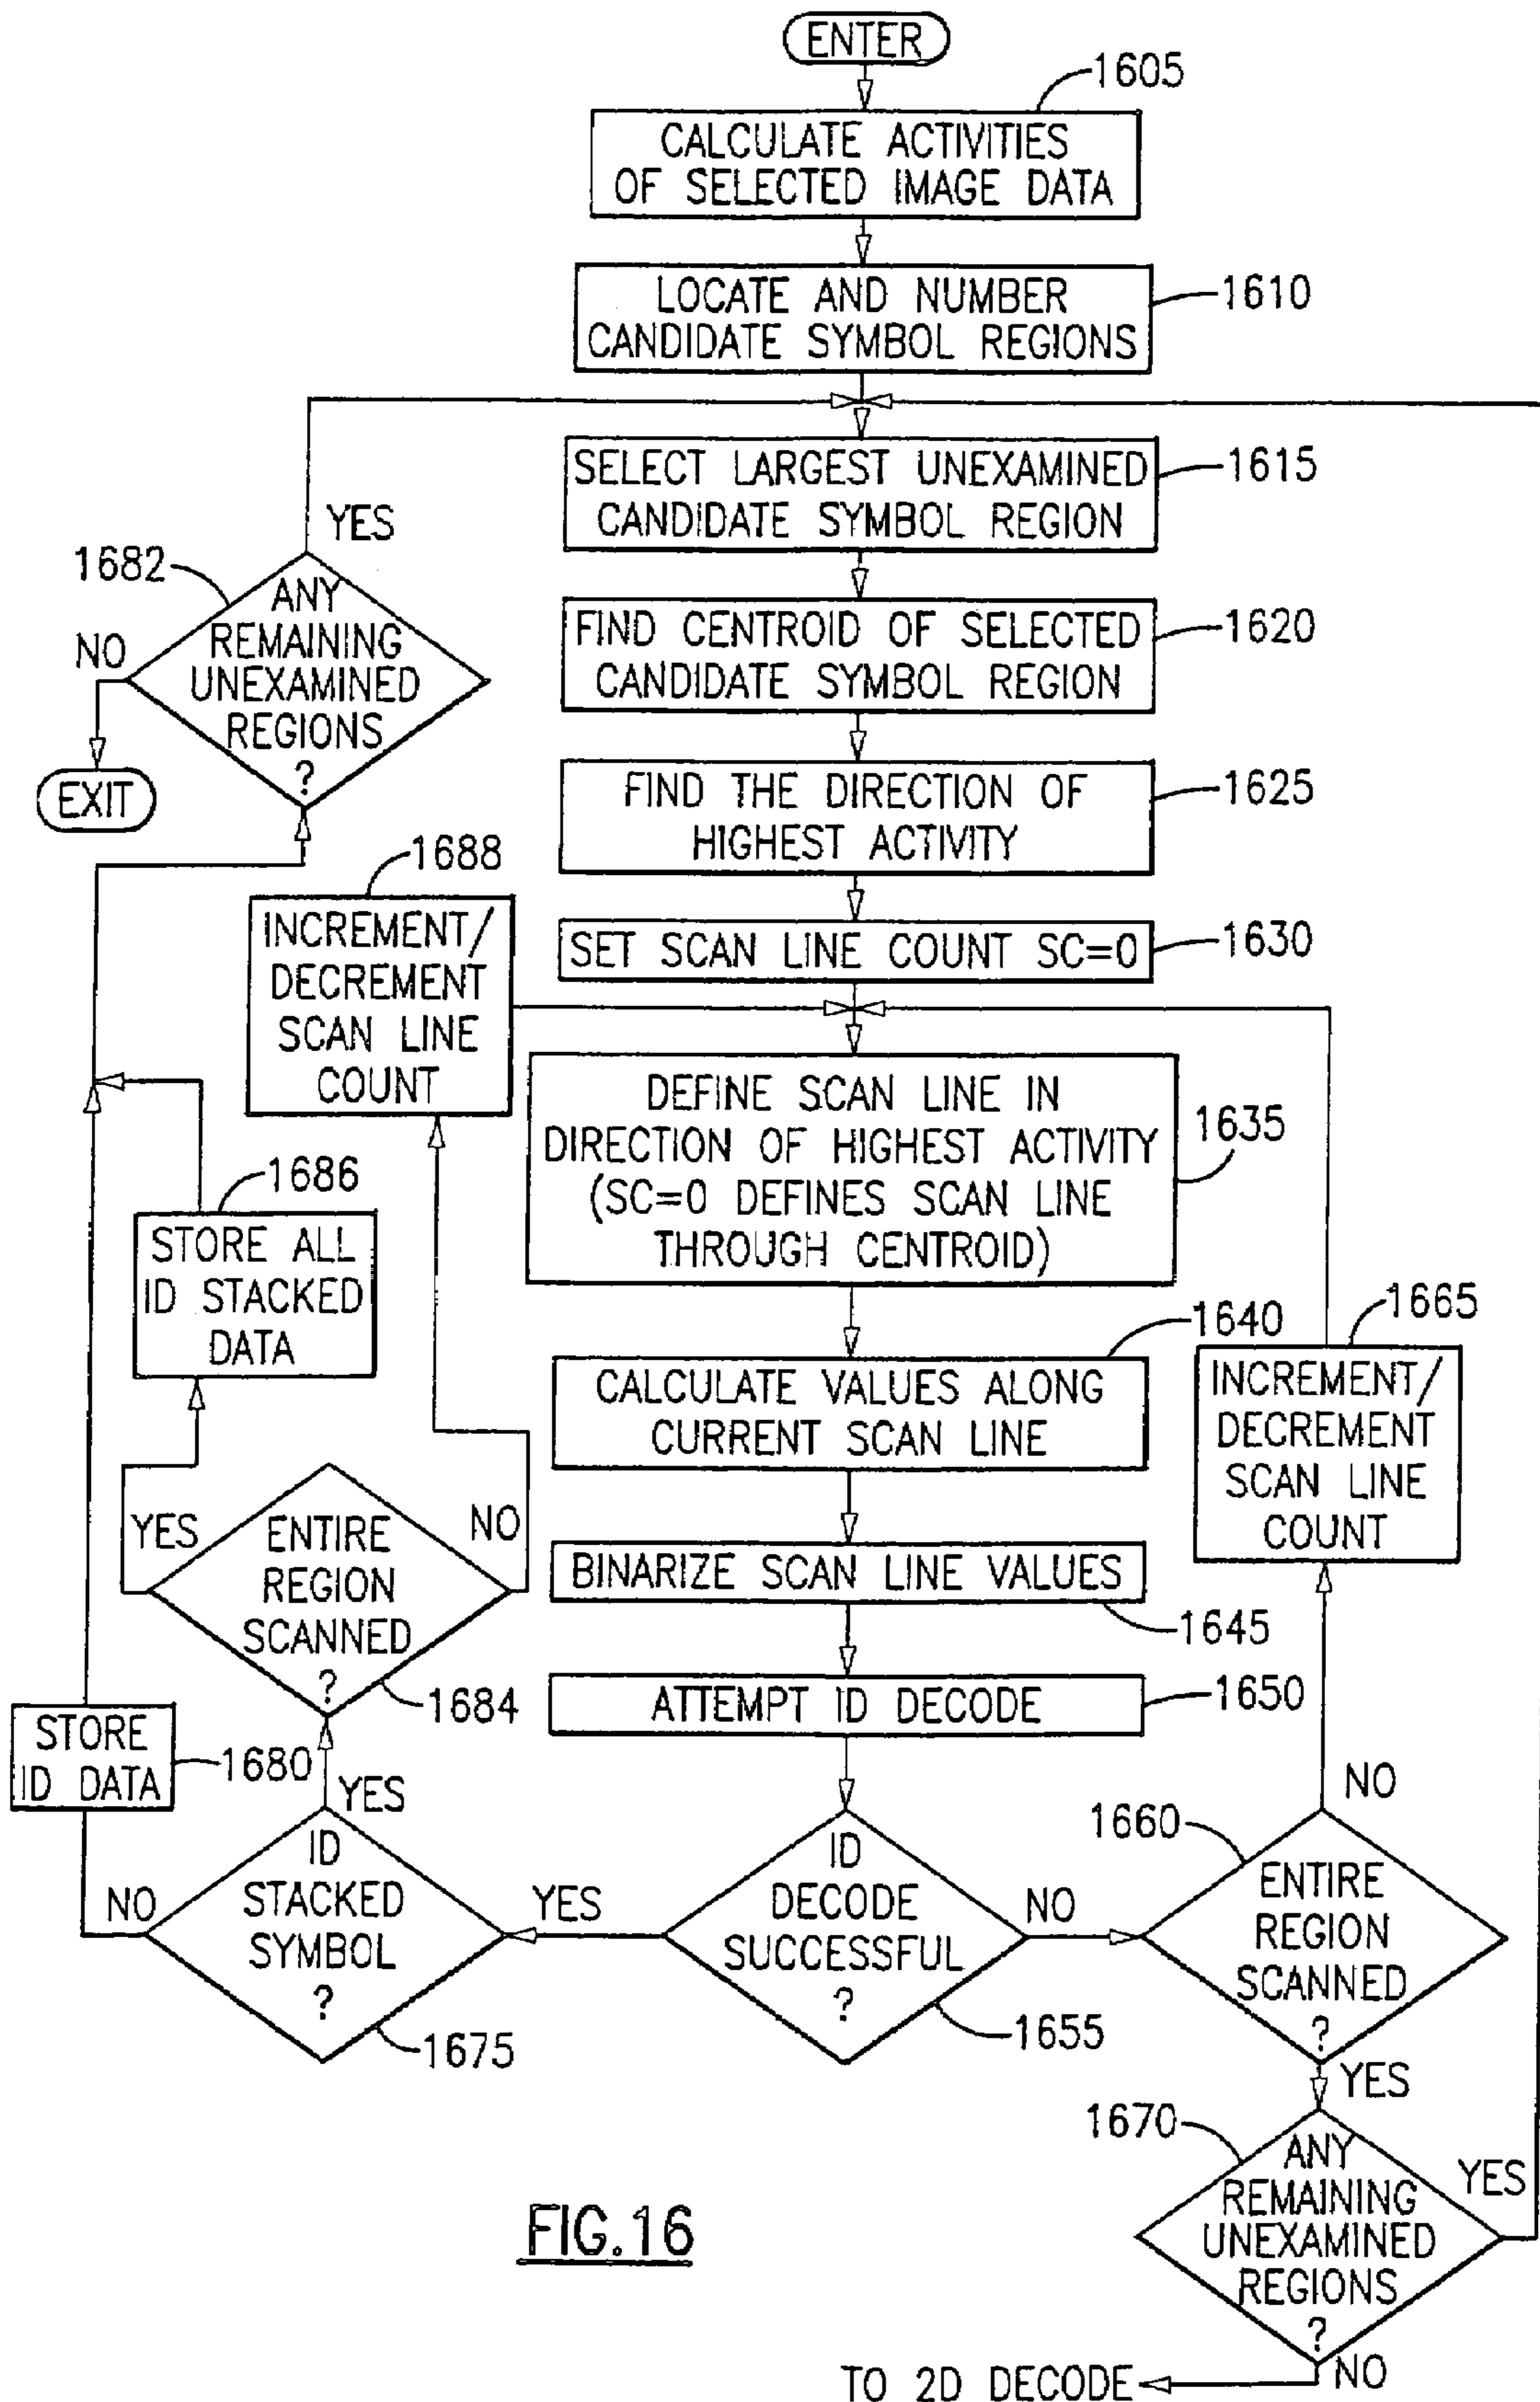 ENTER
1605
CALCULATE ACTIVITIES
OF SELECTED IMAGE DATA
LOCATE AND NUMBER
CANDIDATE SYMBOL REGIONS
1610
SELECT LARGEST UNEXAMINED
CANDIDATE SYMBOL REGION
1615
YES
1682
ANY
REMAINING
UNEXAMINED
REGIONS
?
NO
EXIT
FIND CENTROID OF SELECTED
CANDIDATE SYMBOL REGION
1620
FIND THE DIRECTION OF
HIGHEST ACTIVITY
1625
1688
INCREMENT/
DECREMENT
SCAN LINE
COUNT
SET SCAN LINE COUNT SC=0
1630
DEFINE SCAN LINE IN
DIRECTION OF HIGHEST ACTIVITY
(SC=0 DEFINES SCAN LINE
THROUGH CENTROID)
1635
1686
STORE ALL
ID STACKED
DATA
1640
CALCULATE VALUES ALONG
CURRENT SCAN LINE
1665
INCREMENT/
DECREMENT
SCAN LINE
COUNT
YES
ENTIRE
REGION
SCANNED
?
NO
1684
BINARIZE SCAN LINE VALUES
1645
ATTEMPT ID DECODE
1650
STORE
ID DATA
1680
YES
NO
ID
STACKED
SYMBOL
?
1675
YES
ID
DECODE
SUCCESSFUL
?
1655
NO
1660
NO
ENTIRE
REGION
SCANNED
?
YES
1670
ANY
REMAINING
UNEXAMINED
REGIONS
?
YES
NO
TO 2D DECODE
FIG.16